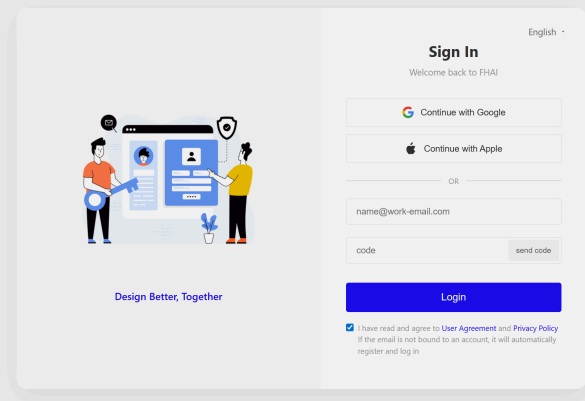 English
Sign In
Welcome back to FHAI
Continue with Google
Continue with Apple
OR
name@work-email.com
code
send code
Login
Design Better, Together
I have read and agree to User Agreement and Privacy Policy
If the email is not bound to an account, it will automatically
register and log in